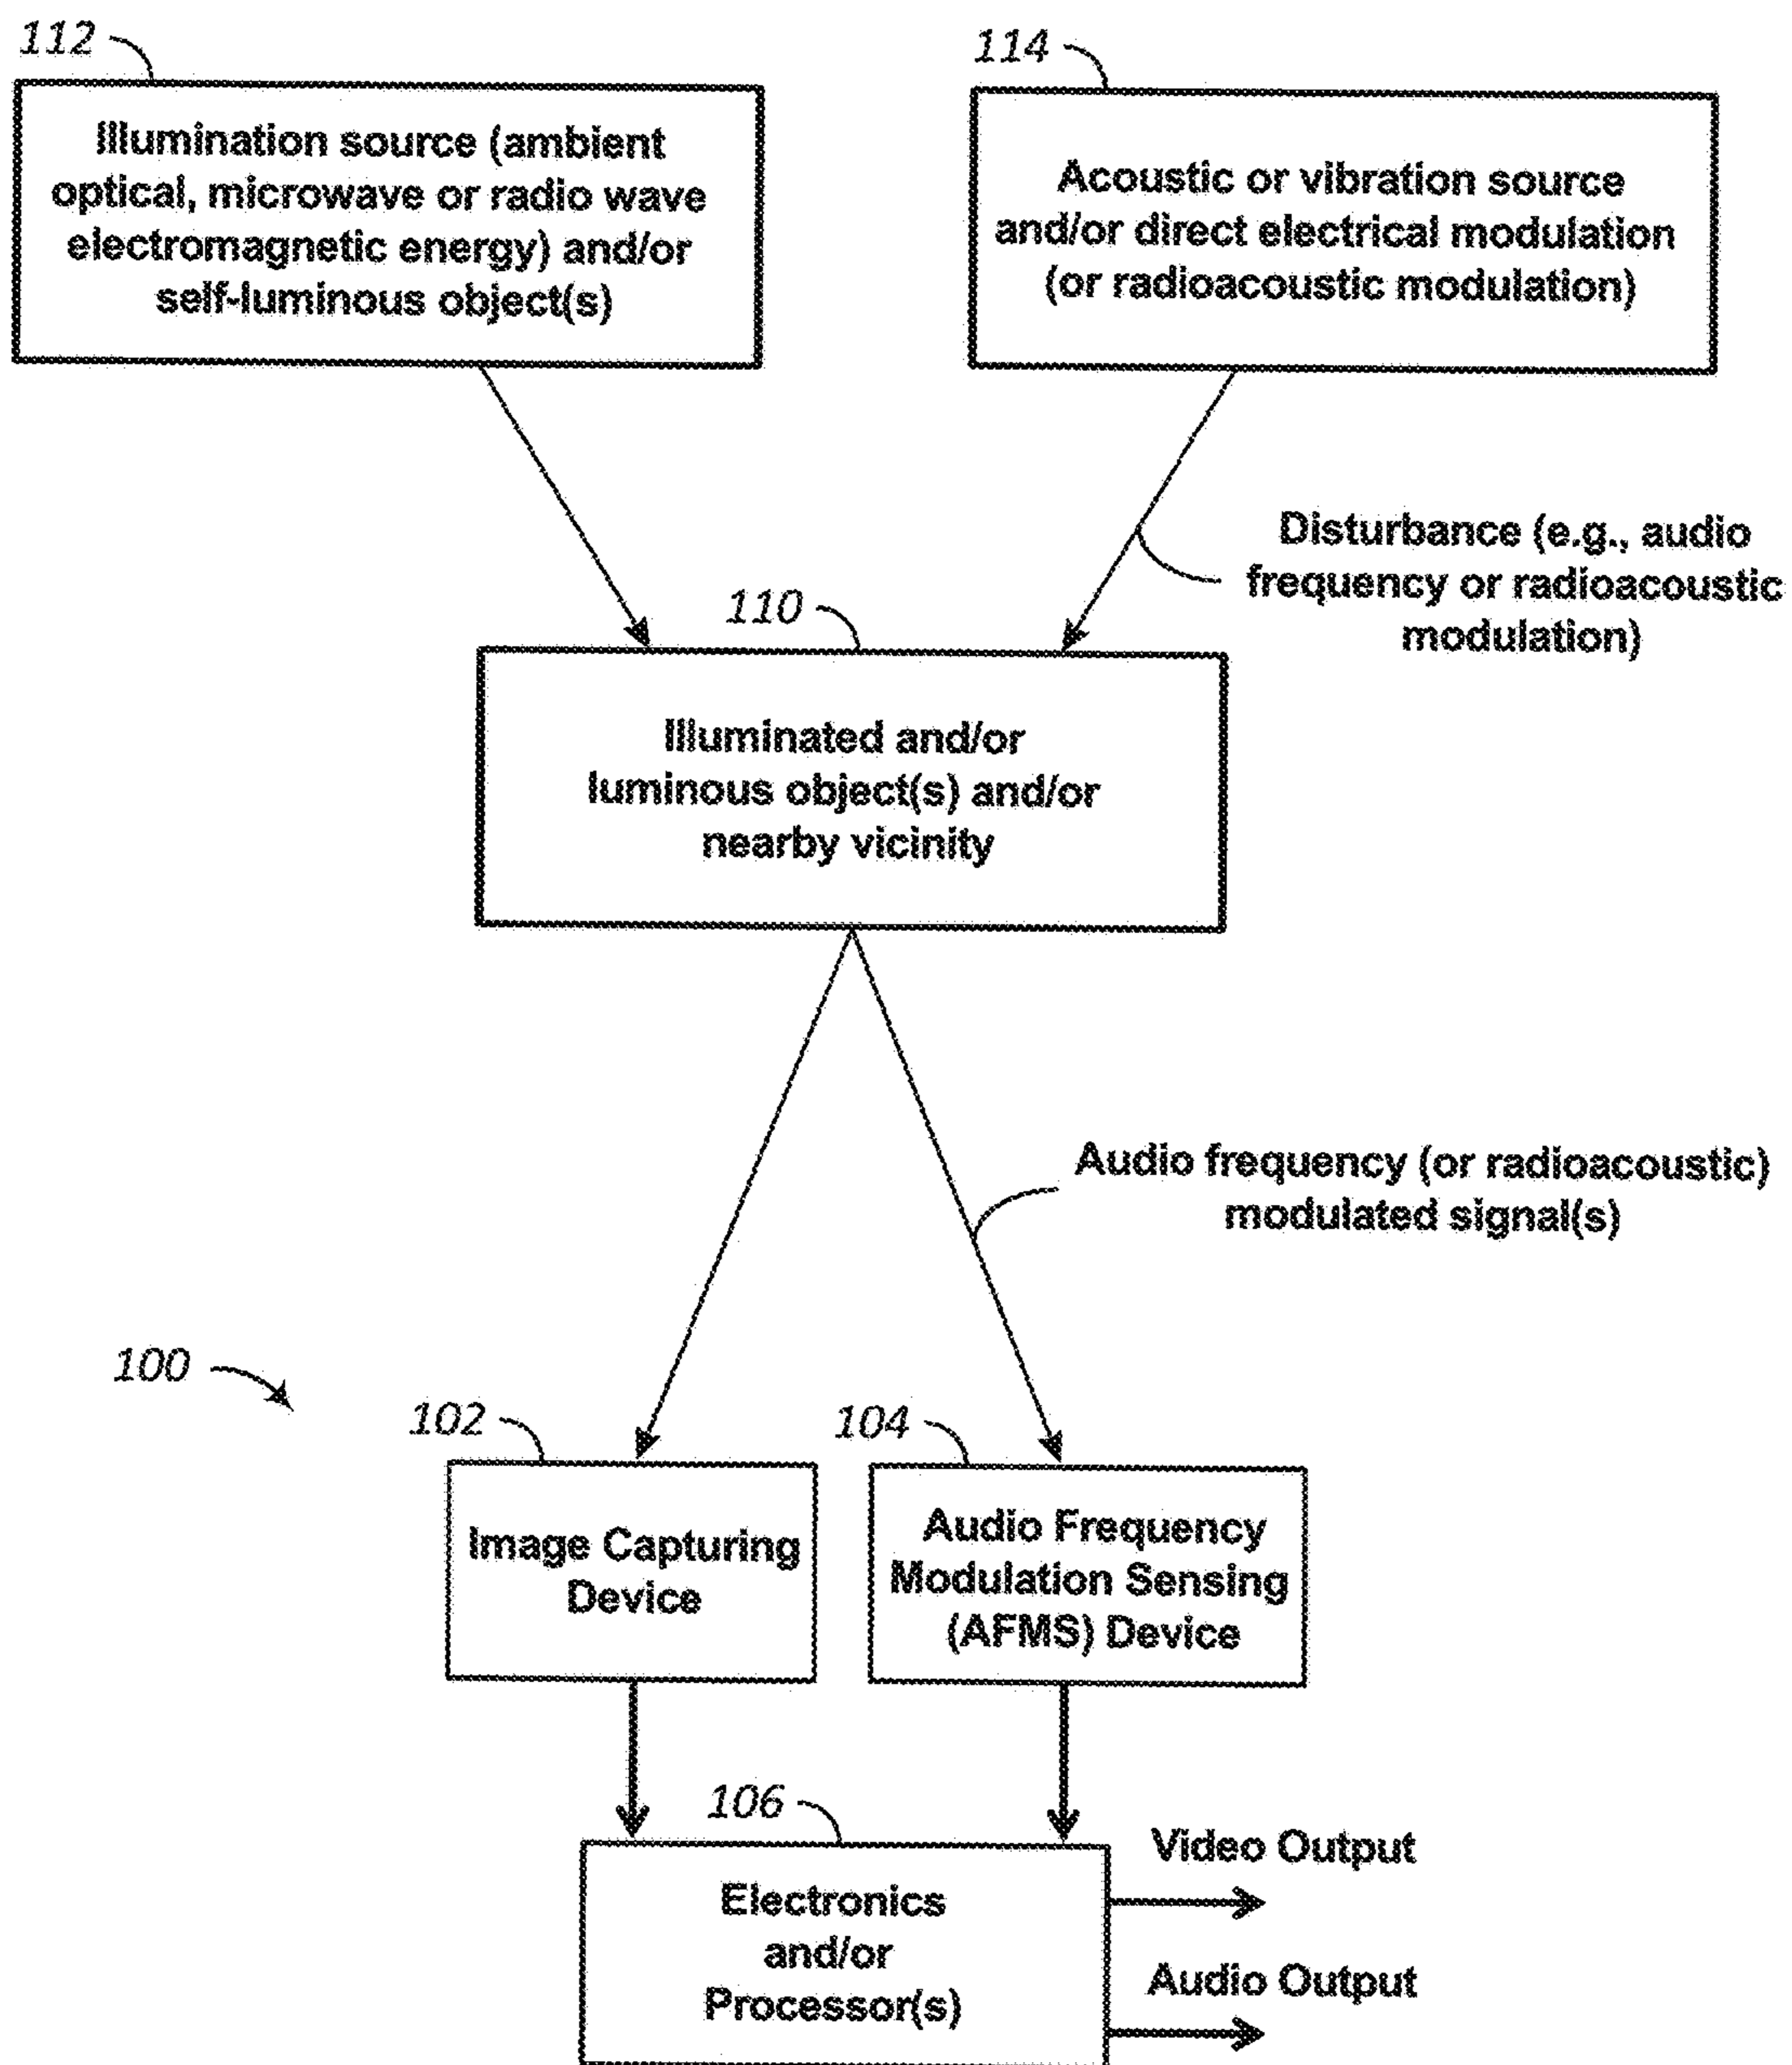 112
Illumination source (ambient
optical, microwave or radio wave
electromagnetic energy) and/or
self-luminous object(s)
114
Acoustic or vibration source
and/or direct electrical modulation
(or radioacoustic modulation)
Disturbance (e.g., audio
frequency or radioacoustic
modulation)
110
Illuminated and/or
luminous object(s) and/or
nearby vicinity
Audio frequency (or radioacoustic)
modulated signal(s)
100
102
Image Capturing
Device
104
Audio Frequency
Modulation Sensing
(AFMS) Device
106
Electronics
and/or
Processor(s)
Video Output
Audio Output